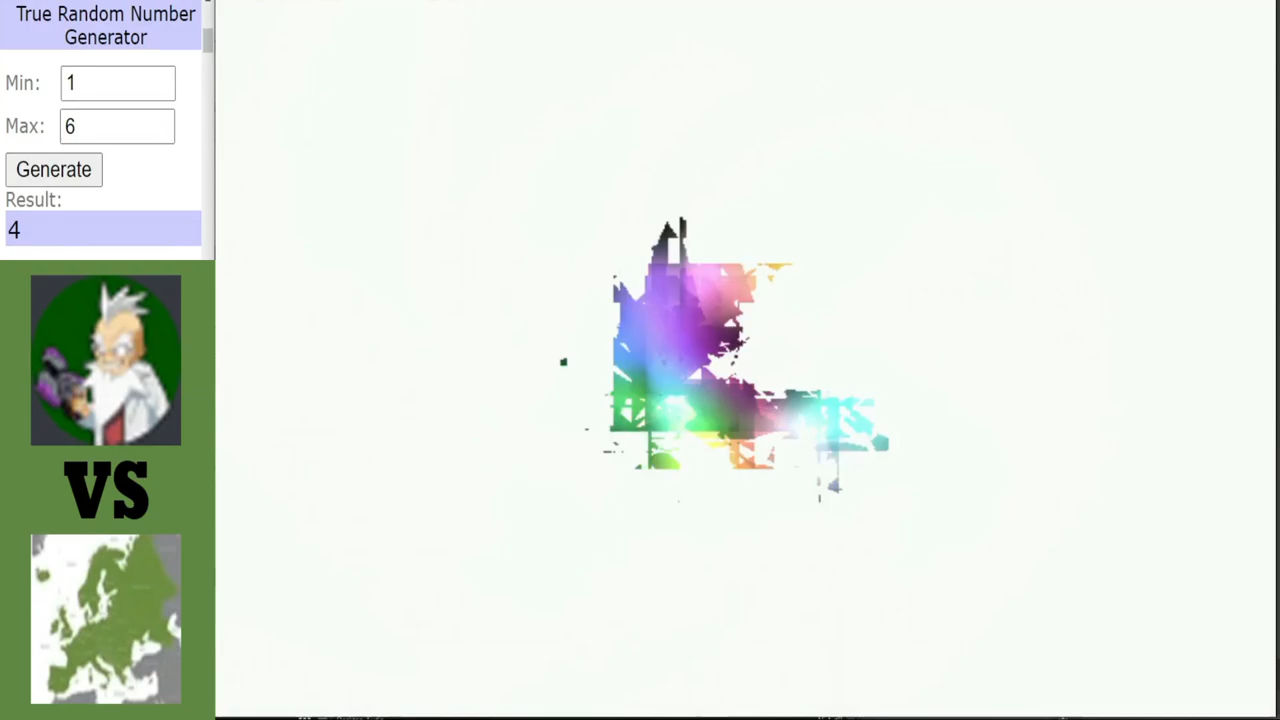 True Random Number
Generator
Min: 1
Max: 6
Generate
Result:
4
VS